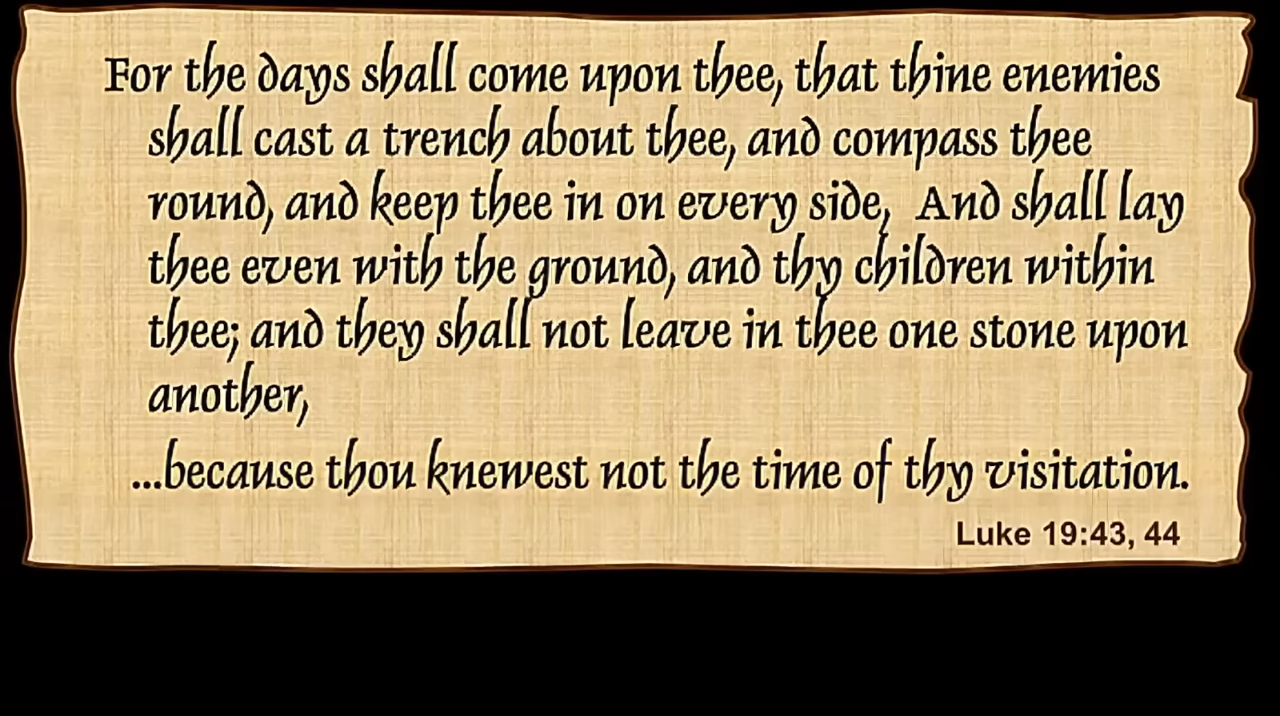 For the days shall come upon thee, that thine enemies
shall cast a trench about thee, and compass thee
round, and keep thee in on every side, And shall lay
thee even with the ground, and thy children within
thee; and they shall not leave in thee one stone upon
another,
...because thou knewest not the time of thy visitation.
Luke 19:43, 44